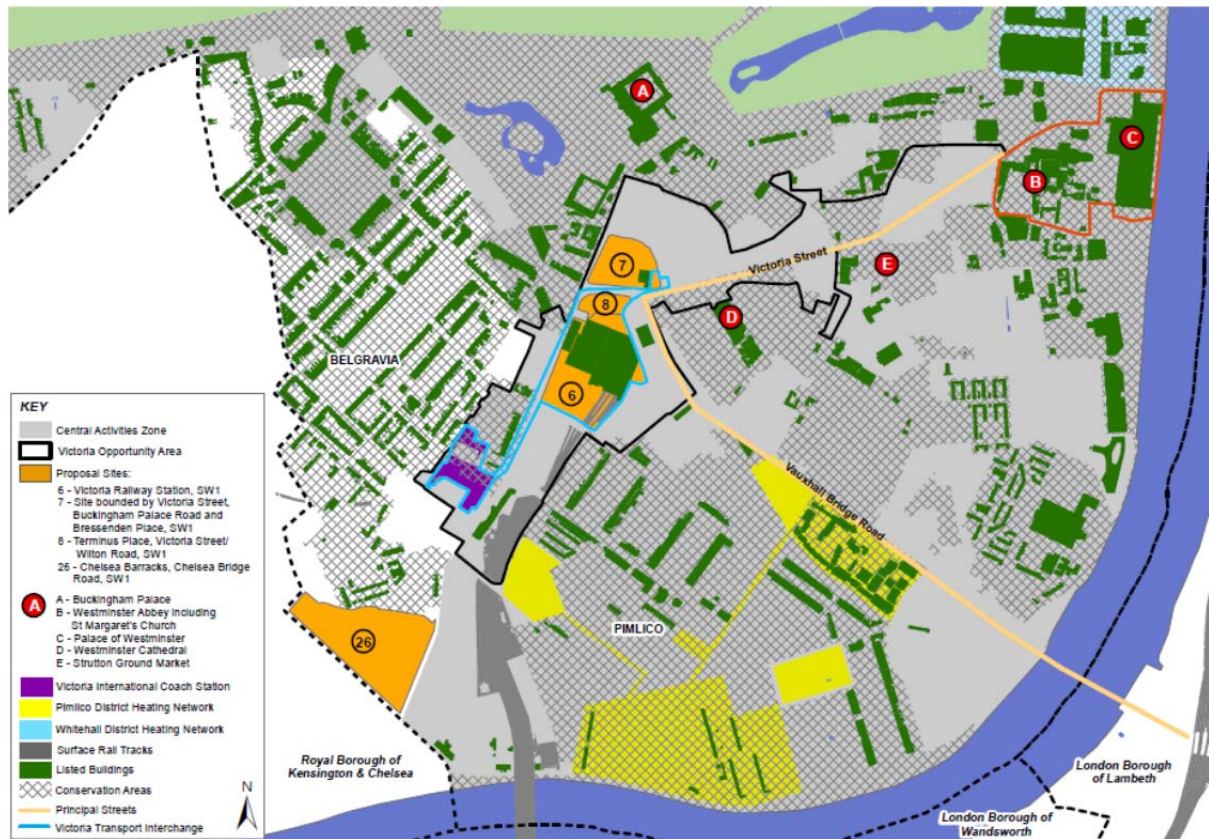 A
C
B
E
Victoria Street
7
8
D
BELGRAVIA
6
Vauxhall Bridge Road
PIMLICO
26
Royal Borough of
Kensington & Chelsea
London Borough
of Lambeth
London Borough of
Wandsworth
KEY
Central Activities Zone
Victoria Opportunity Area
Proposal Sites:
6 - Victoria Railway Station, SW1
7 - Site bounded by Victoria Street,
Buckingham Palace Road and
Bressenden Place, SW1
8 - Terminus Place, Victoria Street/
Wilton Road, SW1
26 - Chelsea Barracks, Chelsea Bridge
Road, SW1
A
A - Buckingham Palace
B - Westminster Abbey Including
St Margaret's Church
C - Palace of Westminster
D - Westminster Cathedral
E - Strutton Ground Market
Victoria International Coach Station
Pimlico District Heating Network
Whitehall District Heating Network
Surface Rail Tracks
Listed Buildings
Conservation Areas
Principal Streets
Victoria Transport Interchange
N